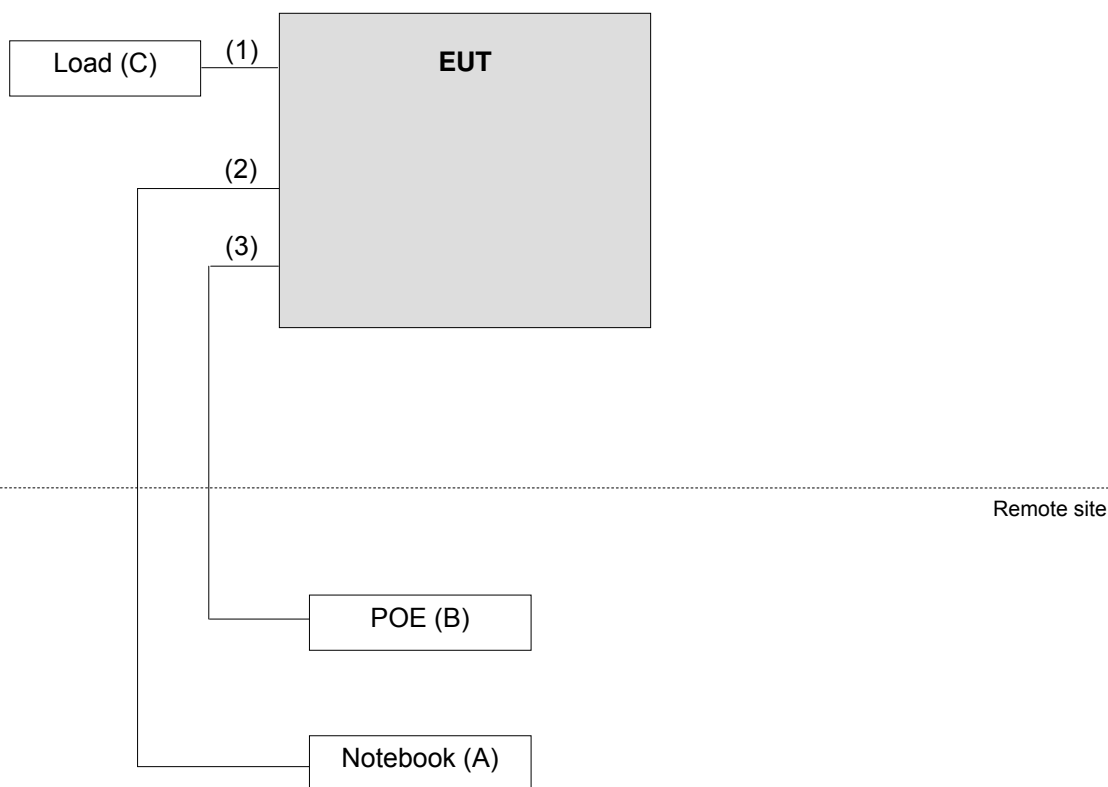 Load (C)
(1)
EUT
(2)
(3)
Remote site
POE (B)
Notebook (A)